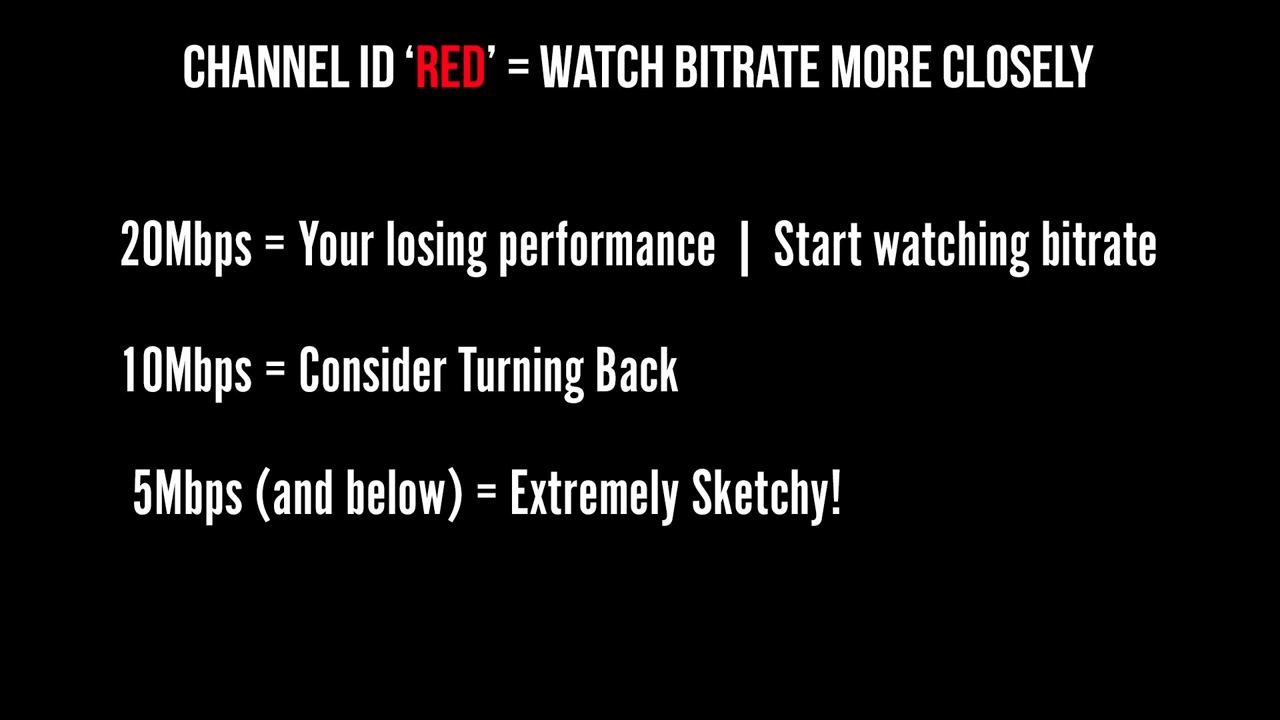 CHANNEL ID ‘RED’ = WATCH BITRATE MORE CLOSELY
20Mbps = Your losing performance | Start watching bitrate
10Mbps = Consider Turning Back
5Mbps (and below) = Extremely Sketchy!